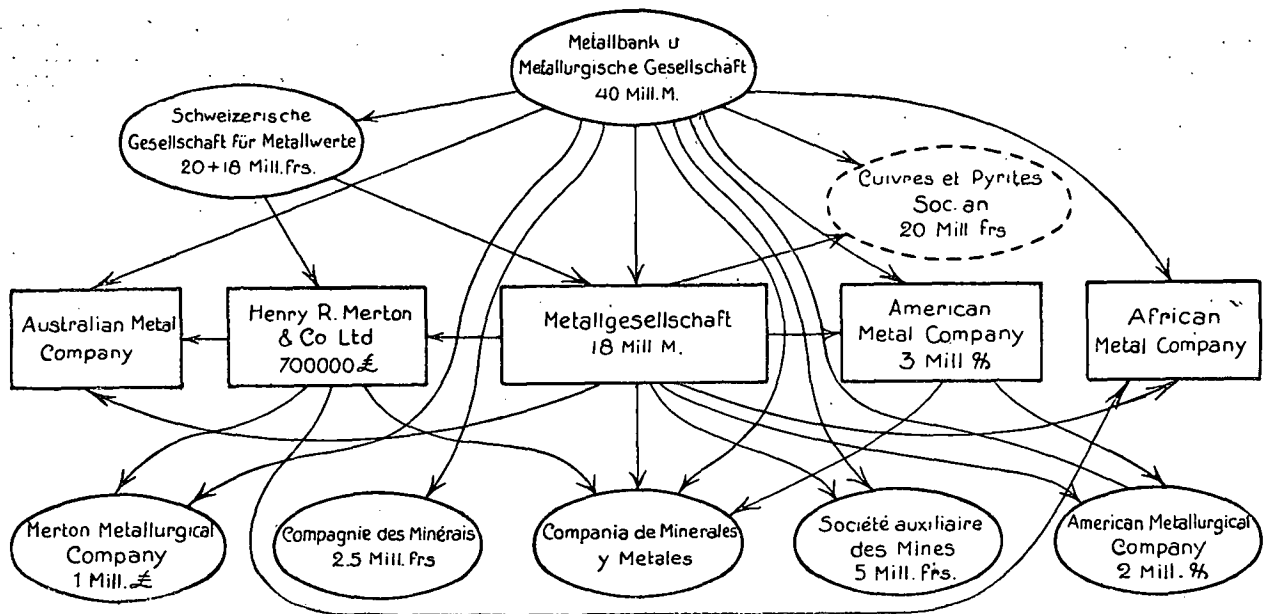 Metallbank u
Metallurgische Gesellschaft
40 Mill. M.
Schweizerische
Gesellschaft für Metallwerte
20+18 Mill. frs.
Cuivres et Pyrites
Soc. an
20 Mill frs
Australian Metal
Company
Henry R. Merton
& Co Ltd
700000 £
Metallgesellschaft
18 Mill M.
American
Metal Company
3 Mill $
African
Metal Company
Merton Metallurgical
Company
1 Mill. £
Compagnie des Minérais
2.5 Mill. frs
Compania de Minerales
y Metales
Société auxiliaire
des Mines
5 Mill. frs.
American Metallurgical
Company
2 Mill. $